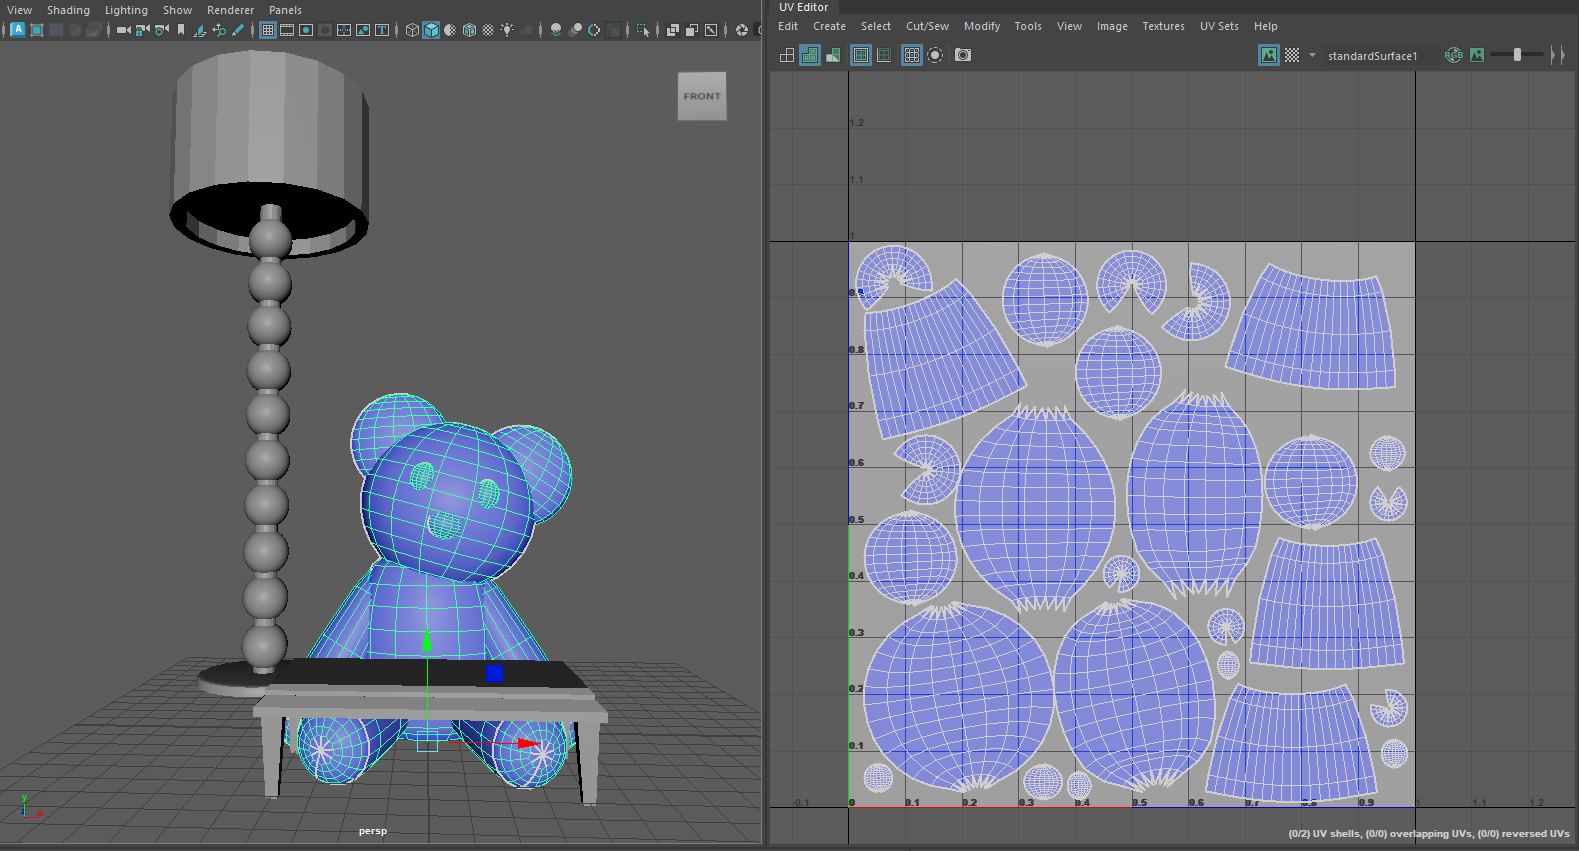 View Shading Lighting Show Renderer Panels
FRONT
persp
y
x
UV Editor
Edit Create Select Cut/Sew Modify Tools View Image Textures UV Sets Help
standardSurface1
RGB
1.2
1.1
1
0.9
0.8
0.7
0.6
0.5
0.4
0.3
0.2
0.1
-0.1 0 0.1 0.2 0.3 0.4 0.5 0.6 0.7 0.8 0.9 1 1.1 1.2
(0/2) UV shells, (0/0) overlapping UVs, (0/0) reversed UVs